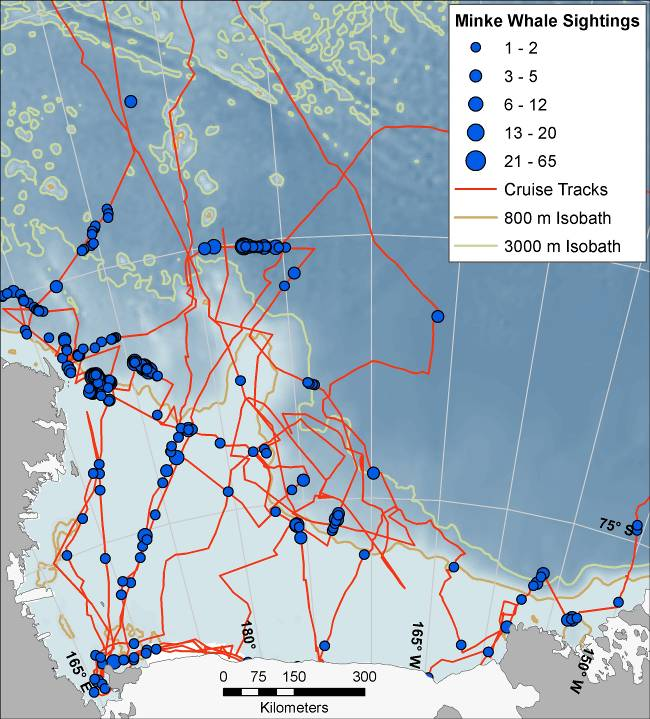 Minke Whale Sightings
1 - 2
3 - 5
6 - 12
13 - 20
21 - 65
Cruise Tracks
800 m Isobath
3000 m Isobath
75° S
180°
165° W
165° E
150° W
0 75 150 300
Kilometers